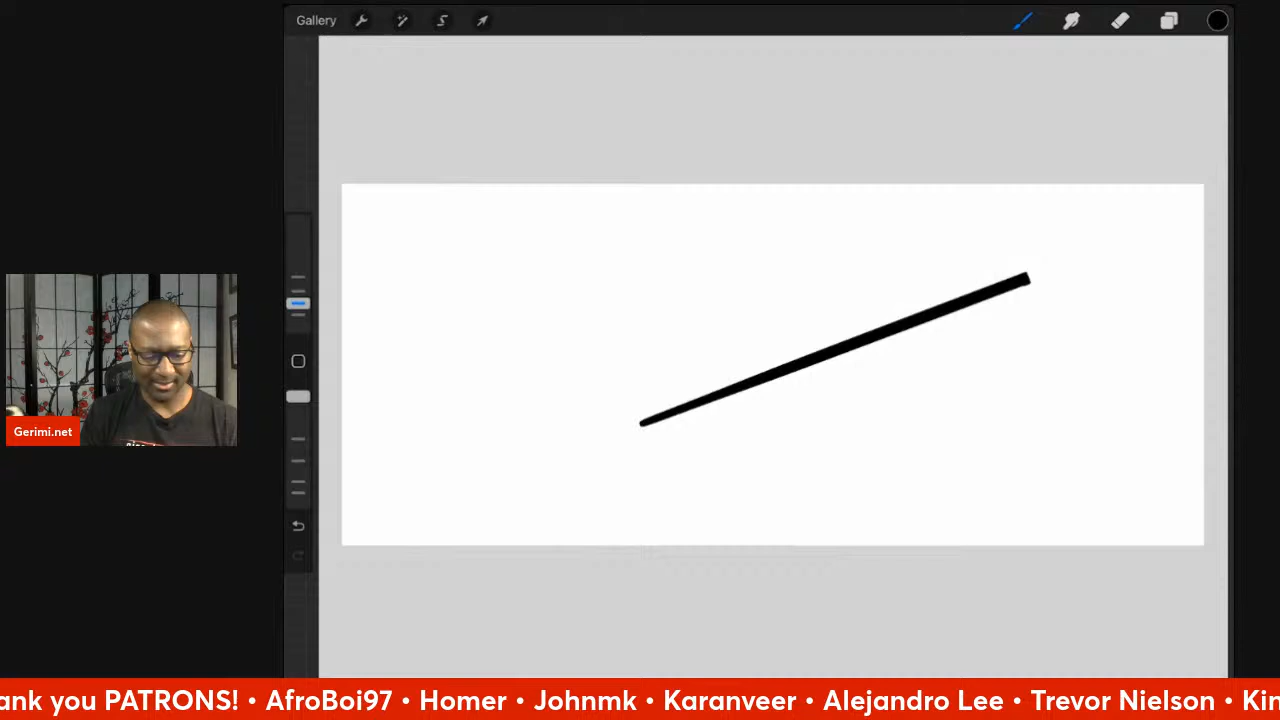 Gallery
Gerimi.net
ank you PATRONS! • AfroBoi97 • Homer • Johnmk • Karanveer • Alejandro Lee • Trevor Nielson • Kin